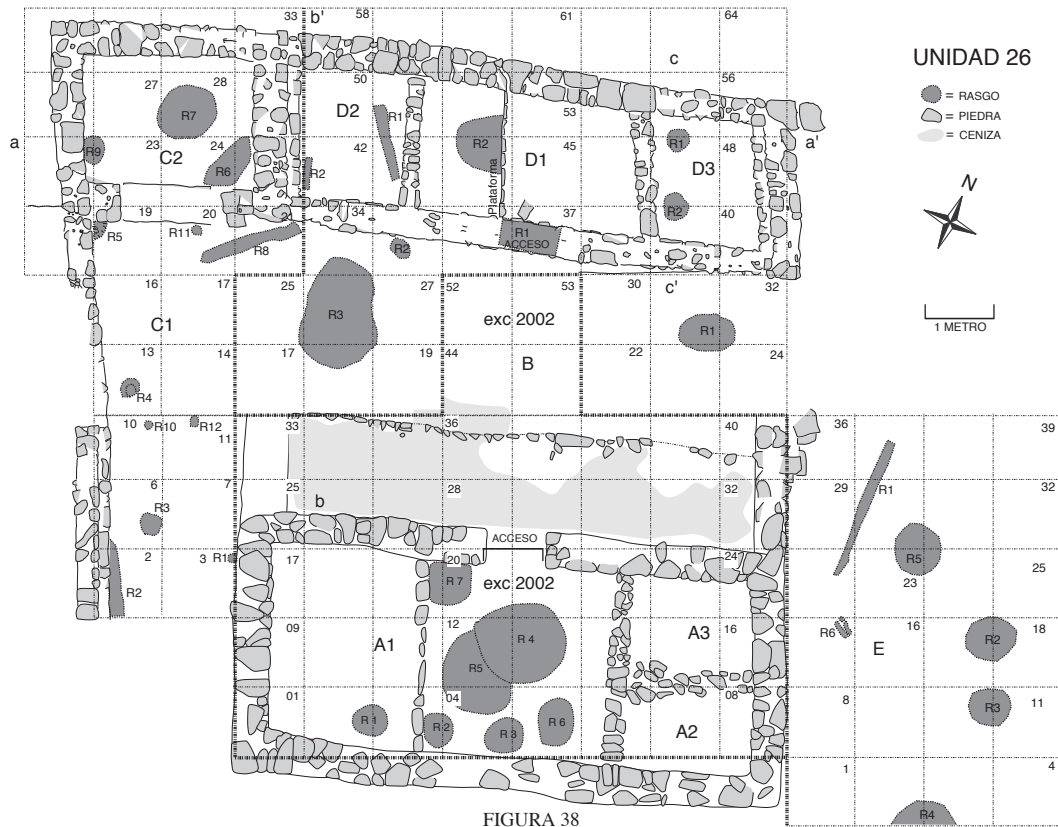 33 b' 58 61 64
c
UNIDAD 26
27 28 50 56
= RASGO
R7 D2 R1 53
= PIEDRA
= CENIZA
a R9 23 24 42 R2 45 R1 48 a'
C2 D1 D3
R6 R2 Plataforma
N
19 20 21 34 37 R2 40
R5 R11 R8 R2 R1
ACCESO
16 17 25 27 52 53 30 c' 32
1 METRO
C1 R3 exc 2002 R1
13 14 17 19 44 B 22 24
R4
10 R10 R12 11 33 36 40 36 39
6 7 25 28 32 29 R1 32
R3 b
ACCESO
2 3 R1 17 20 24 R5
exc 2002 23 25
R2 R 7
09 12 R 4 16 R6 16 R2 18
A1 A3 E
R5
01 04 08 8 R3 11
R 1 R 2 R 3 R 6 A2
1 4
R4
FIGURA 38